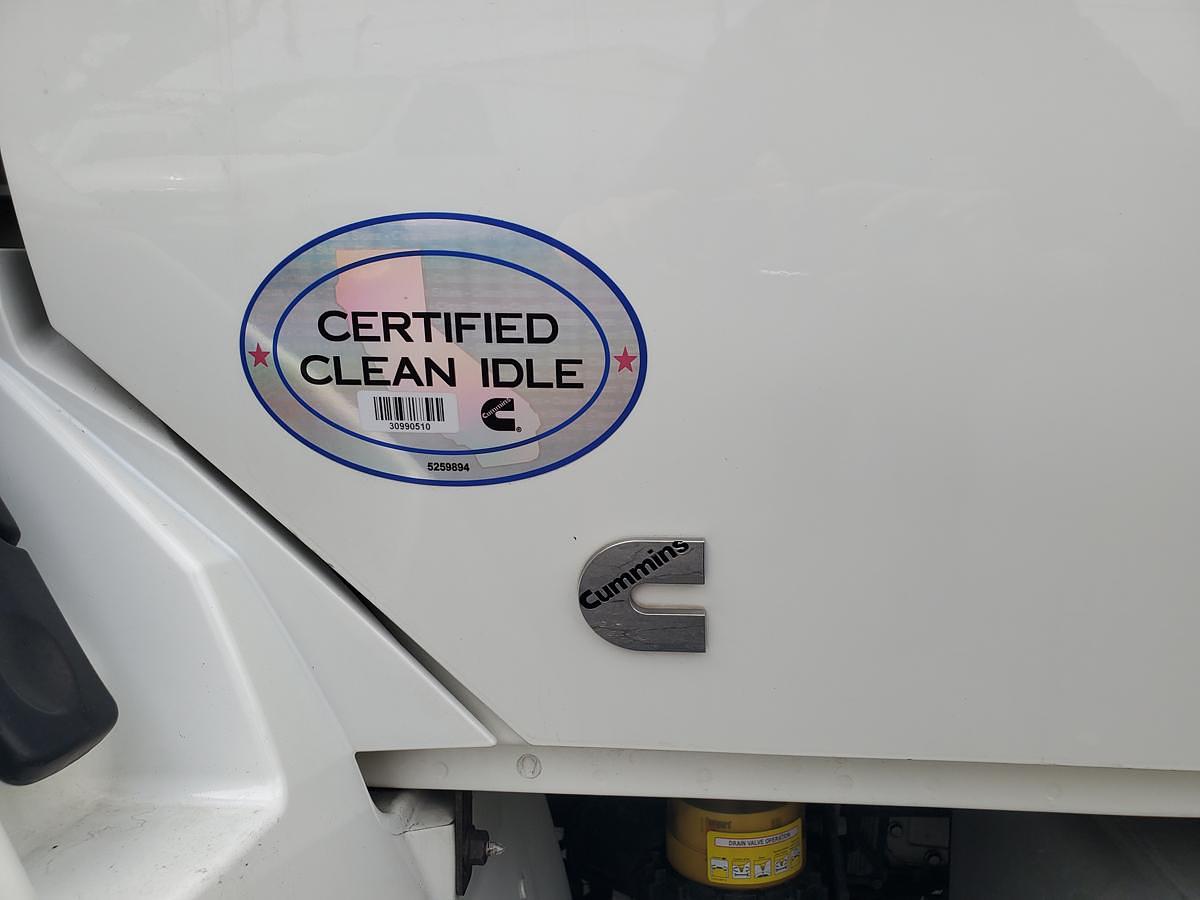 CERTIFIED
CLEAN IDLE
30990510
Cummins
®
5259894
Cummins
DRAIN VALVE OPERATION